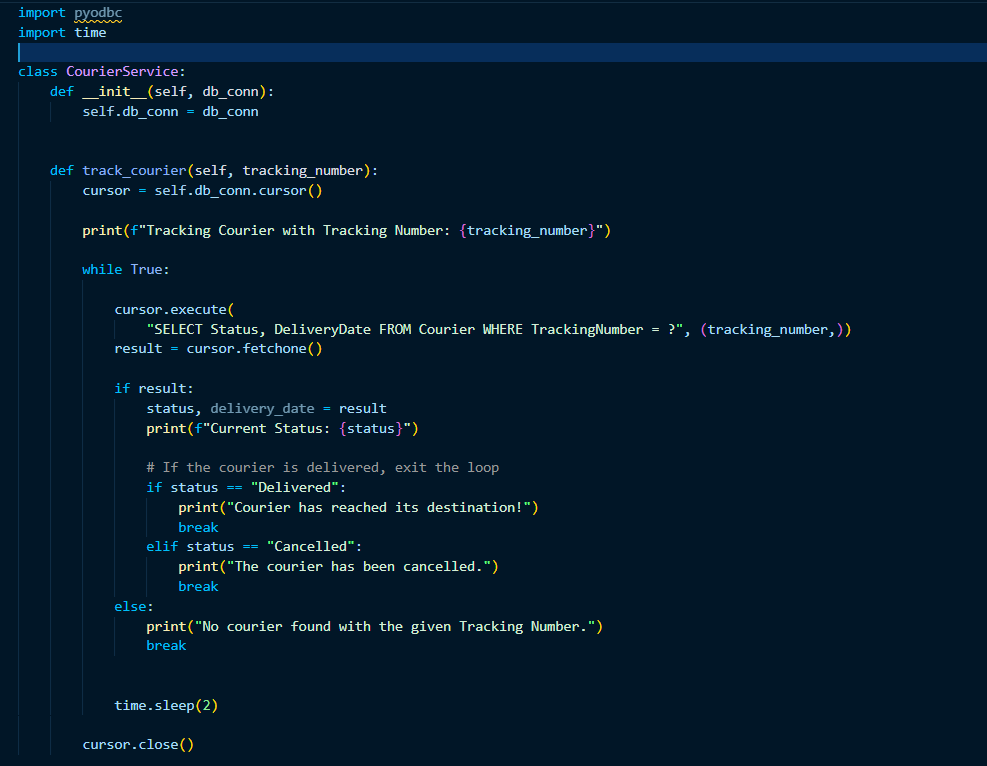 import pyodbc
import time
class CourierService:
    def __init__(self, db_conn):
        self.db_conn = db_conn
    def track_courier(self, tracking_number):
        cursor = self.db_conn.cursor()
        print(f"Tracking Courier with Tracking Number: {tracking_number}")
        while True:
            cursor.execute(
                "SELECT Status, DeliveryDate FROM Courier WHERE TrackingNumber = ?", (tracking_number,))
            result = cursor.fetchone()
            if result:
                status, delivery_date = result
                print(f"Current Status: {status}")
                # If the courier is delivered, exit the loop
                if status == "Delivered":
                    print("Courier has reached its destination!")
                    break
                elif status == "Cancelled":
                    print("The courier has been cancelled.")
                    break
            else:
                print("No courier found with the given Tracking Number.")
                break
            time.sleep(2)
        cursor.close()